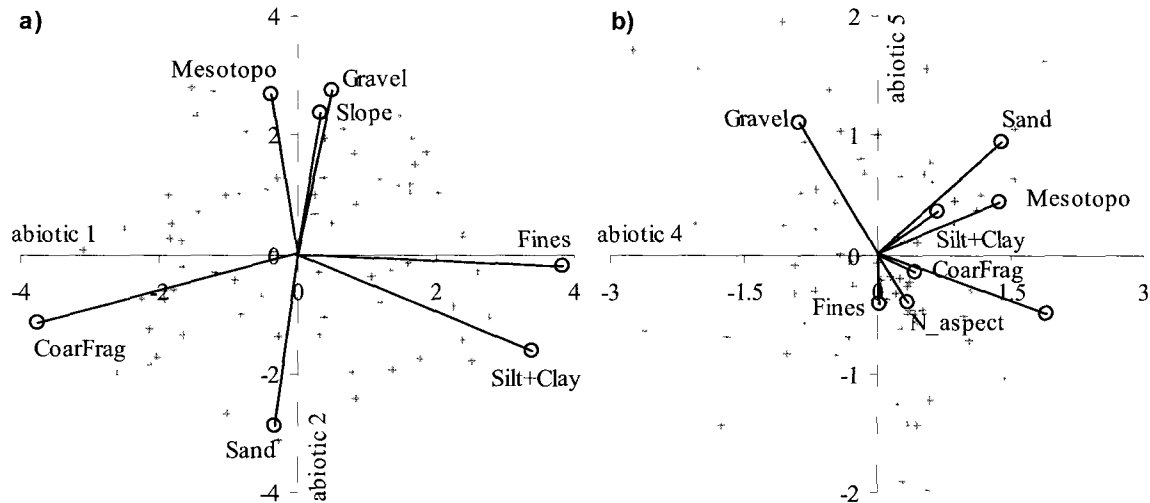 a)
4
Mesotopo
Gravel
Slope
2
abiotic 1
Fines
0
-4
-2
0
2
4
CoarFrag
Silt+Clay
-2
Sand
abiotic 2
-4
b)
2
abiotic 5
Gravel
1
Sand
Mesotopo
abiotic 4
Silt+Clay
0
CoarFrag
-3
-1.5
0
1.5
3
Fines
N_aspect
-1
-2